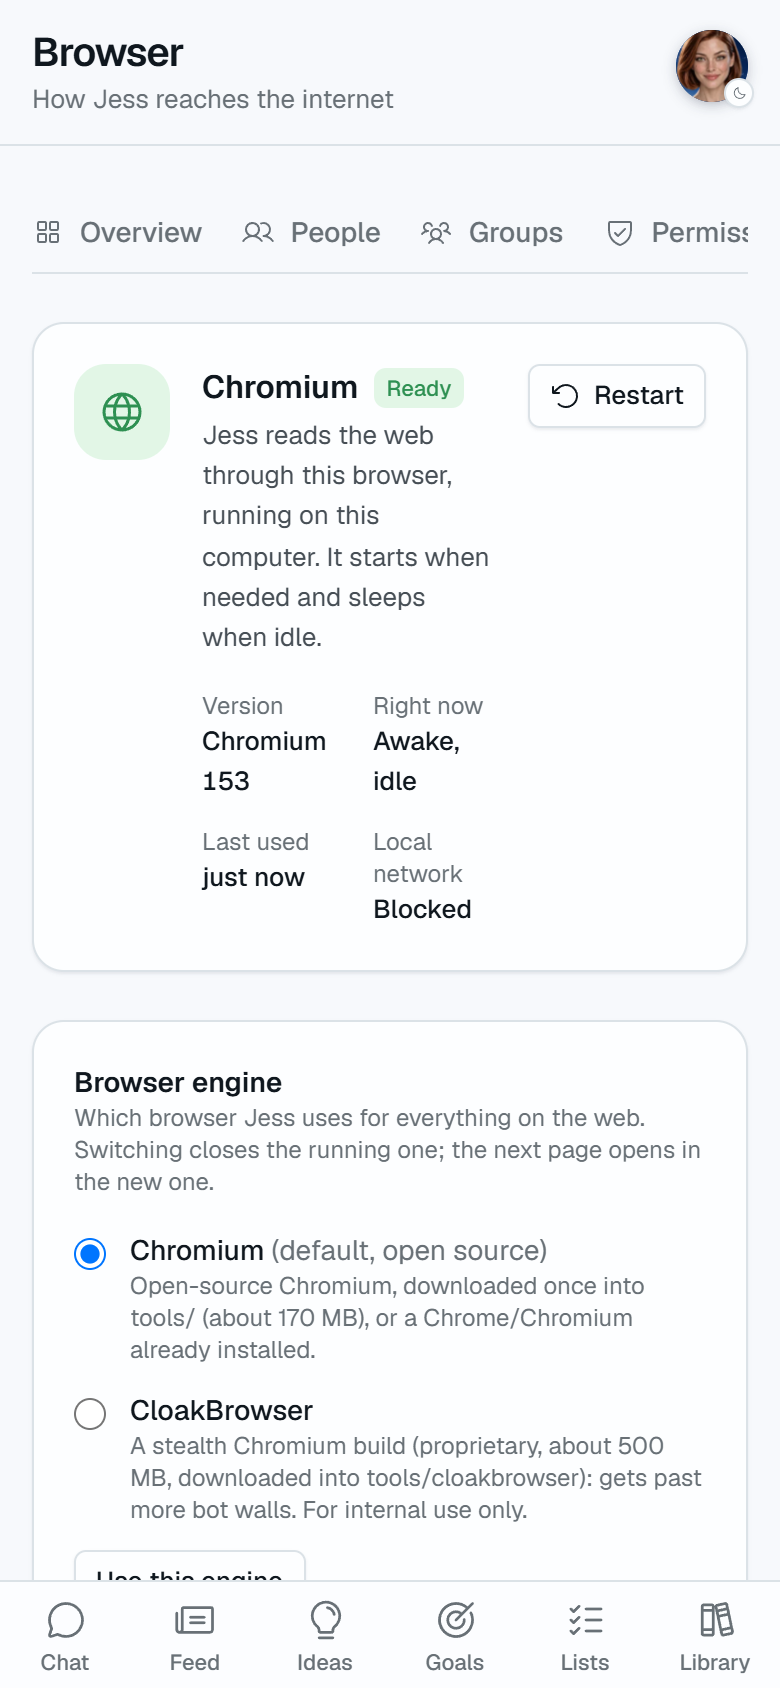 Browser
How Jess reaches the internet
Overview People Groups Permiss
Chromium Ready
Restart
Jess reads the web
through this browser,
running on this
computer. It starts when
needed and sleeps
when idle.
Version
Chromium
153
Right now
Awake,
idle
Last used
just now
Local
network
Blocked
Browser engine
Which browser Jess uses for everything on the web.
Switching closes the running one; the next page opens in
the new one.
Chromium (default, open source)
Open-source Chromium, downloaded once into
tools/ (about 170 MB), or a Chrome/Chromium
already installed.
CloakBrowser
A stealth Chromium build (proprietary, about 500
MB, downloaded into tools/cloakbrowser): gets past
more bot walls. For internal use only.
Use this engine
Chat Feed Ideas Goals Lists Library